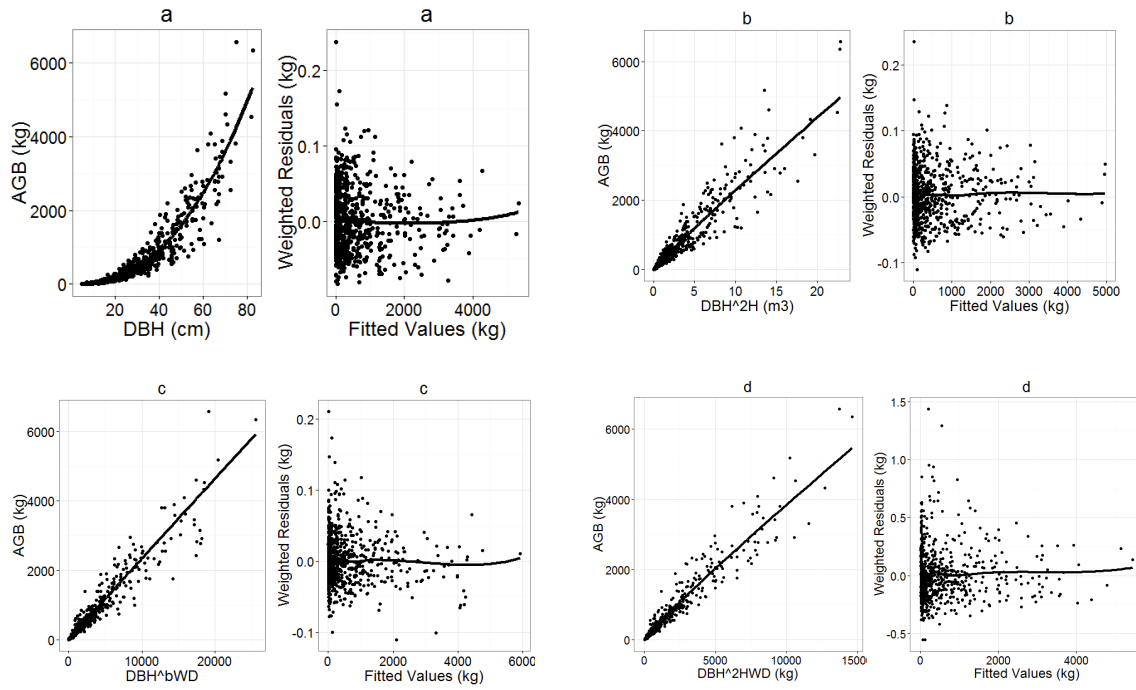 a
AGB (kg)
6000
4000
2000
0
20
40
60
80
DBH (cm)
a
Weighted Residuals (kg)
0.2
0.1
0.0
0
2000
4000
Fitted Values (kg)
b
AGB (kg)
6000
4000
2000
0
0
5
10
15
20
DBH^2H (m3)
b
Weighted Residuals (kg)
0.2
0.1
0.0
-0.1
0
1000
2000
3000
4000
5000
Fitted Values (kg)
c
AGB (kg)
6000
4000
2000
0
0
10000
20000
DBH^bWD
c
Weighted Residuals (kg)
0.2
0.1
0.0
-0.1
0
2000
4000
6000
Fitted Values (kg)
d
AGB (kg)
6000
4000
2000
0
0
5000
10000
1500
DBH^2HWD (kg)
d
Weighted Residuals (kg)
1.5
1.0
0.5
0.0
-0.5
0
2000
4000
Fitted Values (kg)